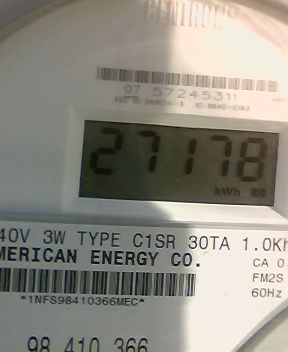 CENTRON®
07 57245311
27178
kWh
40V 3W TYPE C1SR 30TA 1.0Kh
MERICAN ENERGY CO.
CA 0
FM2S
*1NFS98410366MEC*
60Hz
98 410 366